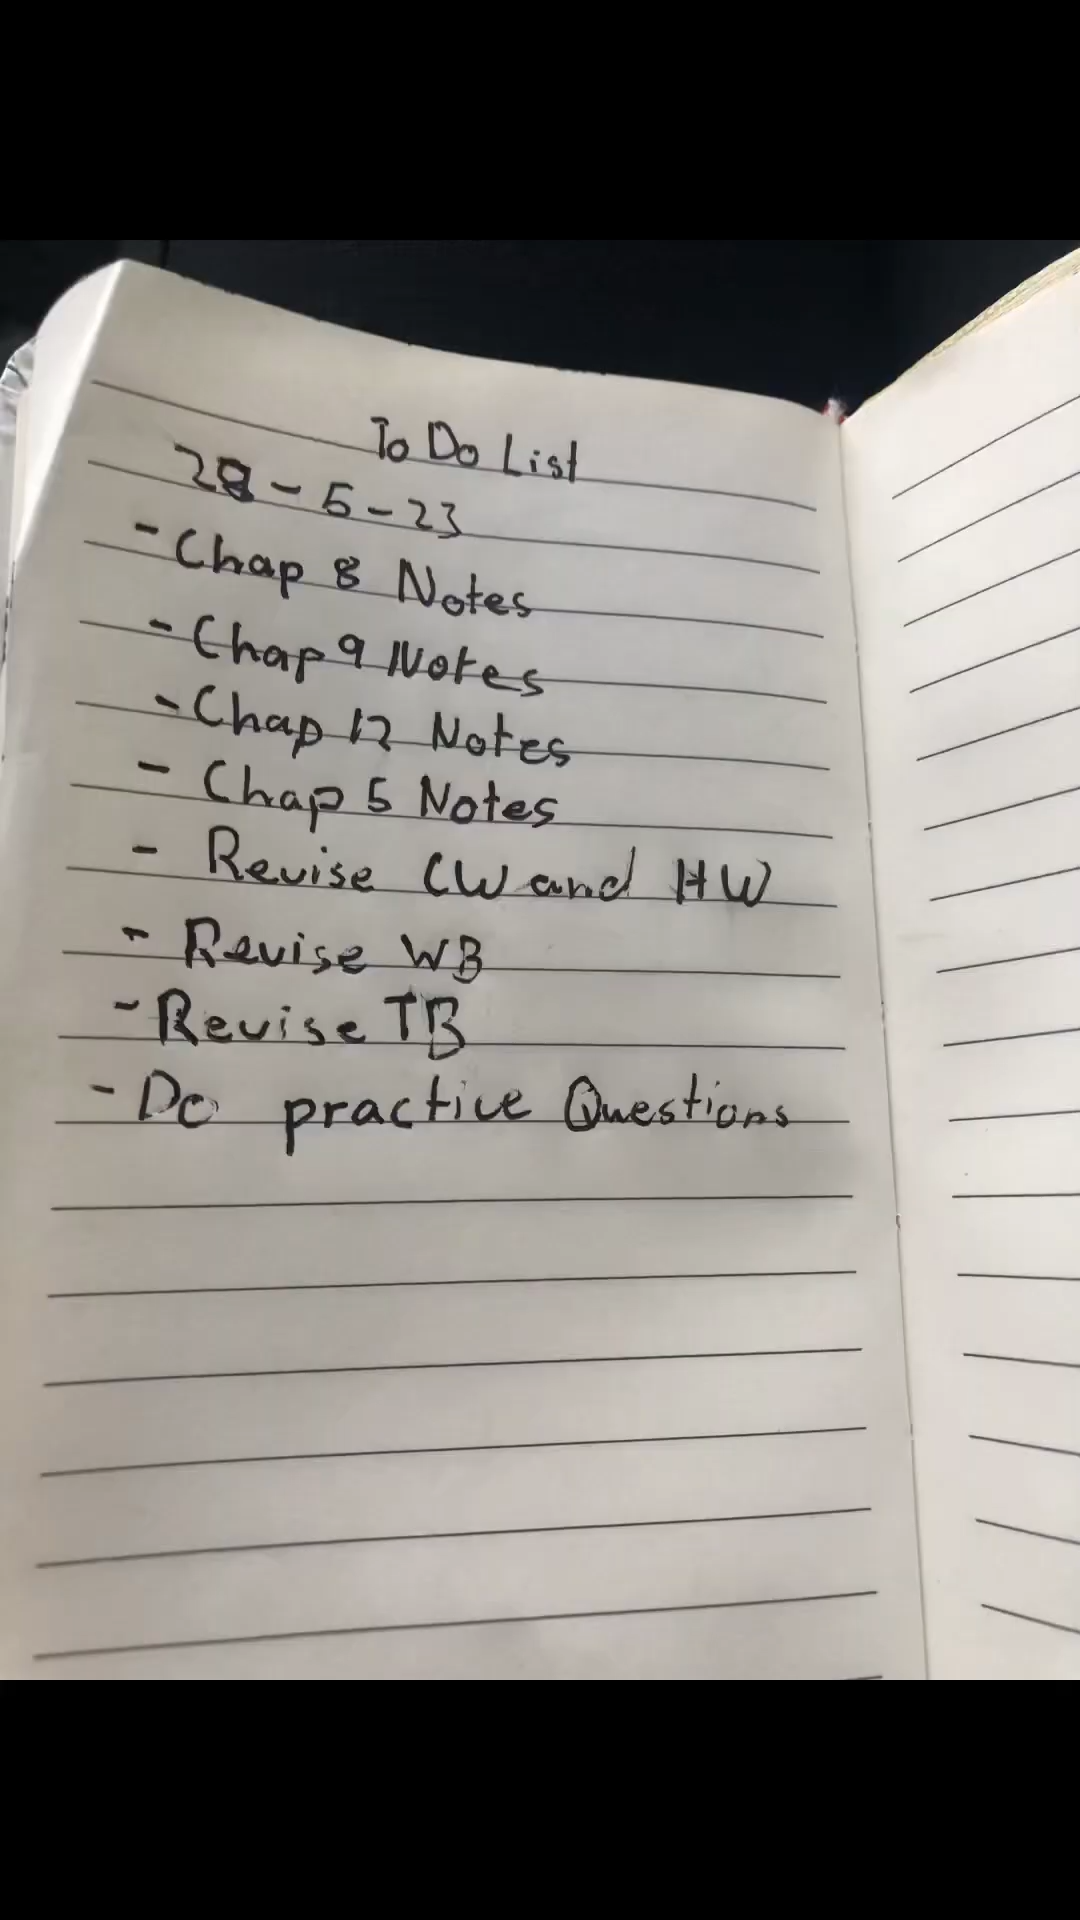 To Do List
28-5-23
- Chap 8 Notes
- Chap 9 Notes
- Chap 12 Notes
- Chap 5 Notes
- Revise CW and HW
- Revise WB
- Revise TB
- Do practice Questions